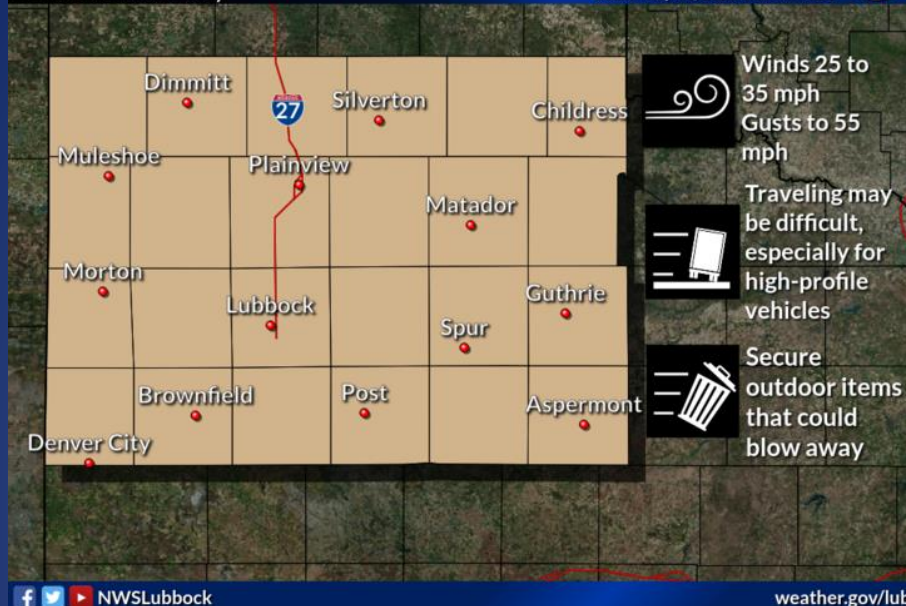 Dimmitt
INTERSTATE
27
Silverton
Childress
Muleshoe
Plainview
Matador
Morton
Lubbock
Guthrie
Spur
Brownfield
Post
Aspermont
Denver City
Winds 25 to
35 mph
Gusts to 55
mph
Traveling may
be difficult,
especially for
high-profile
vehicles
Secure
outdoor items
that could
blow away
NWSLubbock
weather.gov/lub